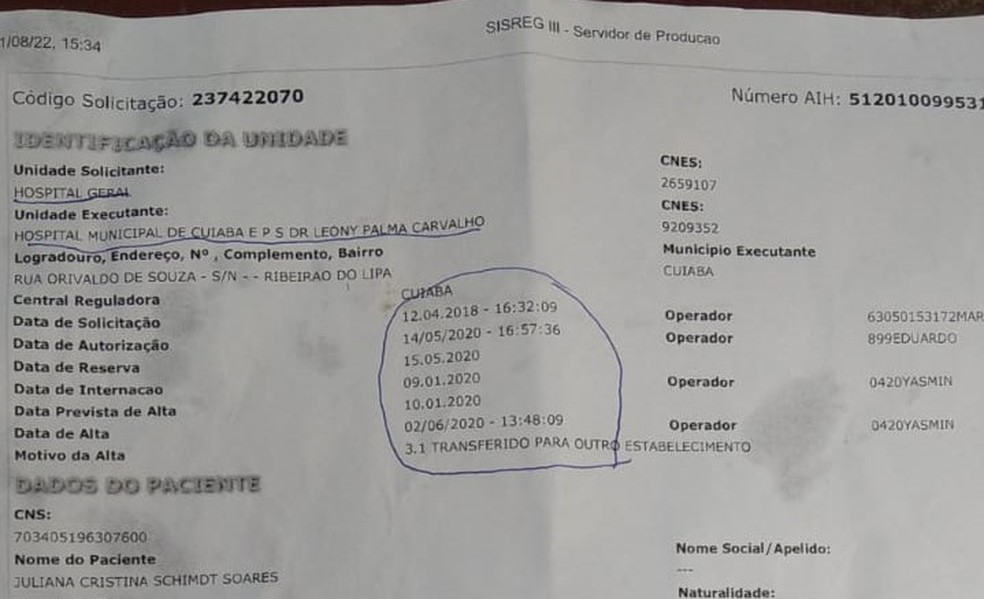 1/08/22, 15:34
SISREG III - Servidor de Producao
Código Solicitação: 237422070
Número AIH: 512010099531
IDENTIFICAÇÃO DA UNIDADE
Unidade Solicitante:
CNES:
HOSPITAL GERAL
2659107
Unidade Executante:
CNES:
HOSPITAL MUNICIPAL DE CUIABA E P S DR LEONY PALMA CARVALHO
9209352
Logradouro, Endereço, Nº , Complemento, Bairro
Municipio Executante
RUA ORIVALDO DE SOUZA - S/N - - RIBEIRAO DO LIPA
CUIABA
Central Reguladora CUIABA
Data de Solicitação 12.04.2018 - 16:32:09 Operador 63050153172MAR
Data de Autorização 14/05/2020 - 16:57:36 Operador 899EDUARDO
Data de Reserva 15.05.2020
Data de Internacao 09.01.2020 Operador 0420YASMIN
Data Prevista de Alta 10.01.2020
Data de Alta 02/06/2020 - 13:48:09 Operador 0420YASMIN
Motivo da Alta 3.1 TRANSFERIDO PARA OUTRO ESTABELECIMENTO
DADOS DO PACIENTE
CNS:
703405196307600
Nome do Paciente
Nome Social/Apelido:
JULIANA CRISTINA SCHIMDT SOARES
---
Naturalidade: